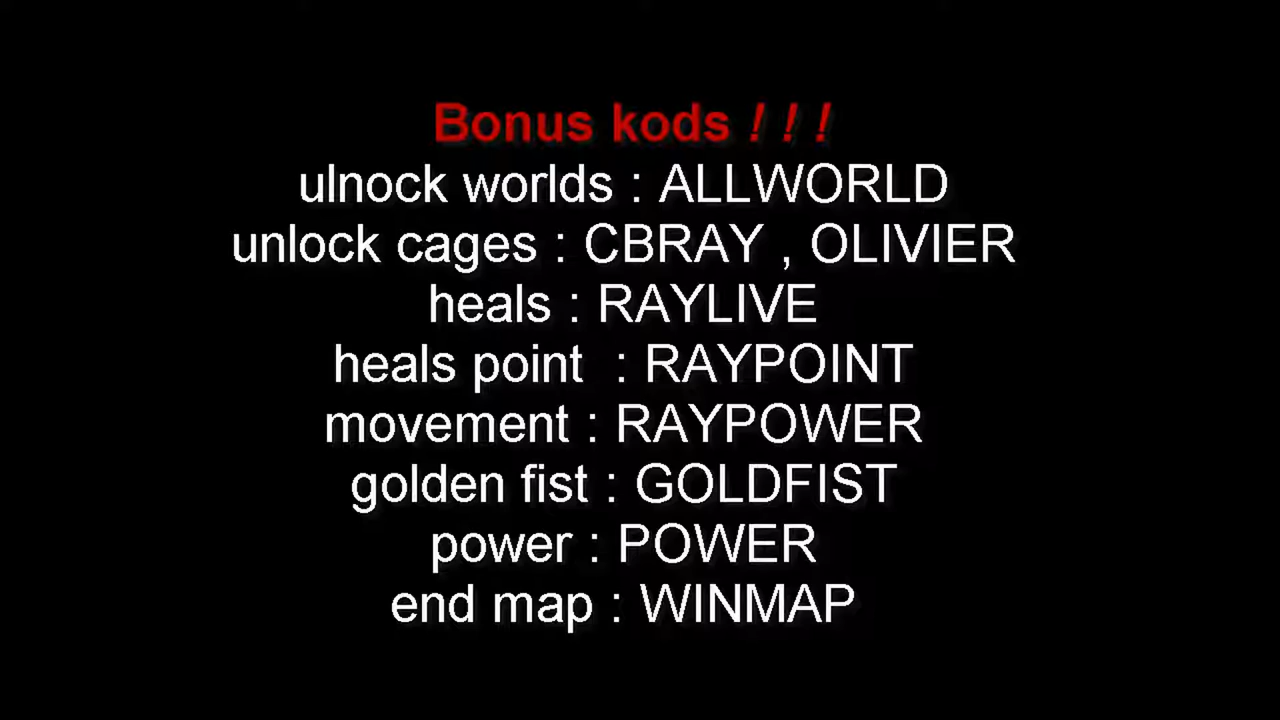 Bonus kods ! ! !
ulnock worlds : ALLWORLD
unlock cages : CBRAY , OLIVIER
heals : RAYLIVE
heals point  : RAYPOINT
movement : RAYPOWER
golden fist : GOLDFIST
power : POWER
end map : WINMAP